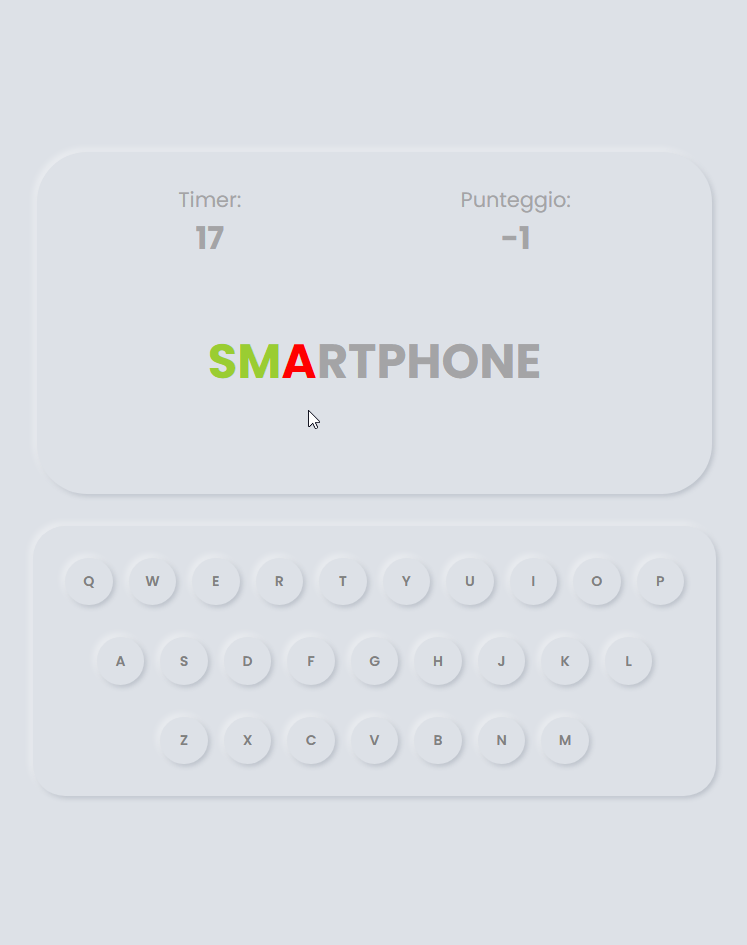 Timer: Punteggio:
17 -1
SMARTPHONE
Q W E R T Y U I O P
A S D F G H J K L
Z X C V B N M